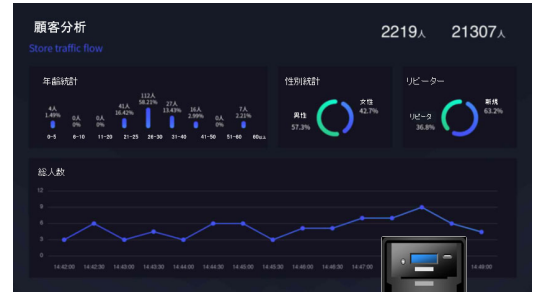 顧客分析
Store traffic flow
2219人 21307人
年齢統計
4人 0人 0人 41人 112人 27人 16人 0人 7人
1.49% 0% 0% 16.42% 58.21% 13.43% 5.99% 0% 2.21%
0-5 6-10 11-20 21-25 26-30 31-40 41-50 51-60 60以上
性別統計
男性
57.3%
女性
42.7%
リピーター
リピータ
36.8%
新規
63.2%
総人数
12
9
6
3
0
14:42:00 14:42:30 14:43:00 14:43:30 14:44:00 14:44:30 14:45:00 14:45:30 14:46:00 14:46:30 14:47:00 14:49:00